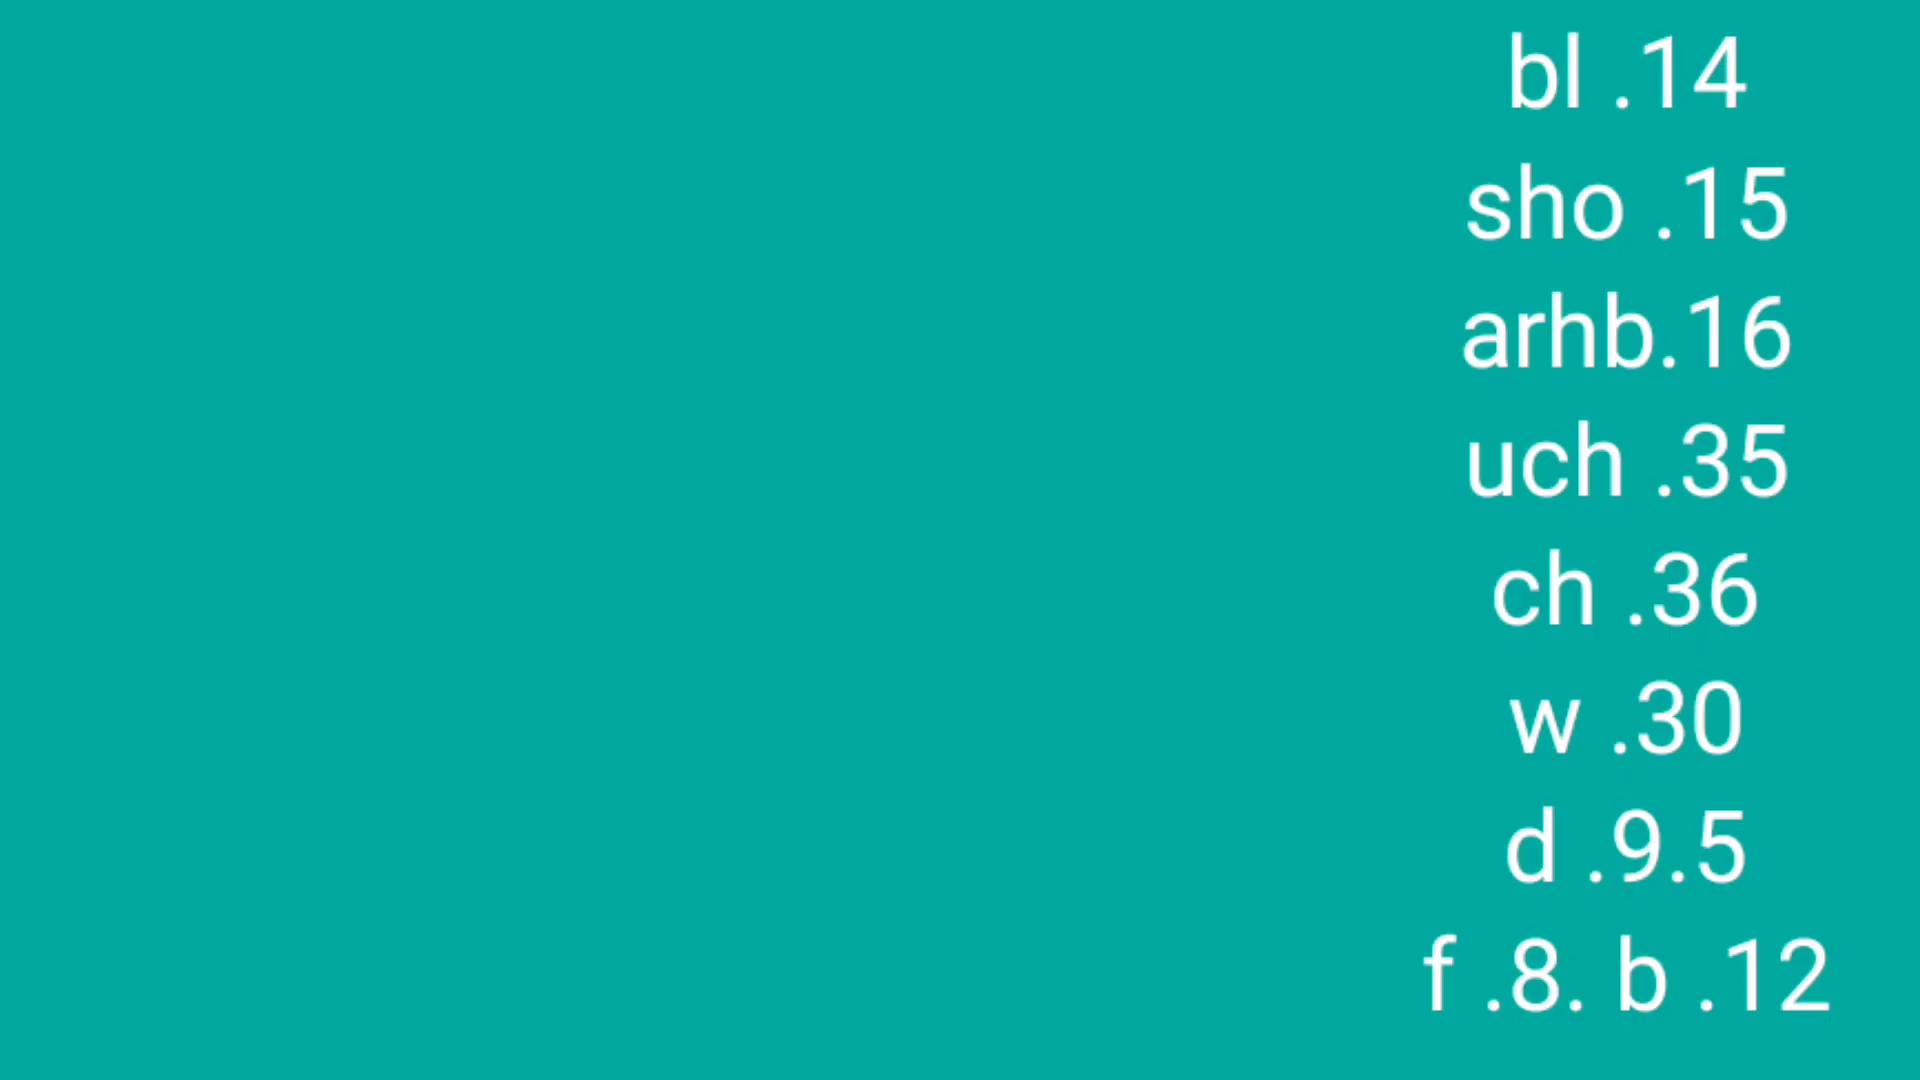 bl .14
sho .15
arhb.16
uch .35
ch .36
w .30
d .9.5
f .8. b .12